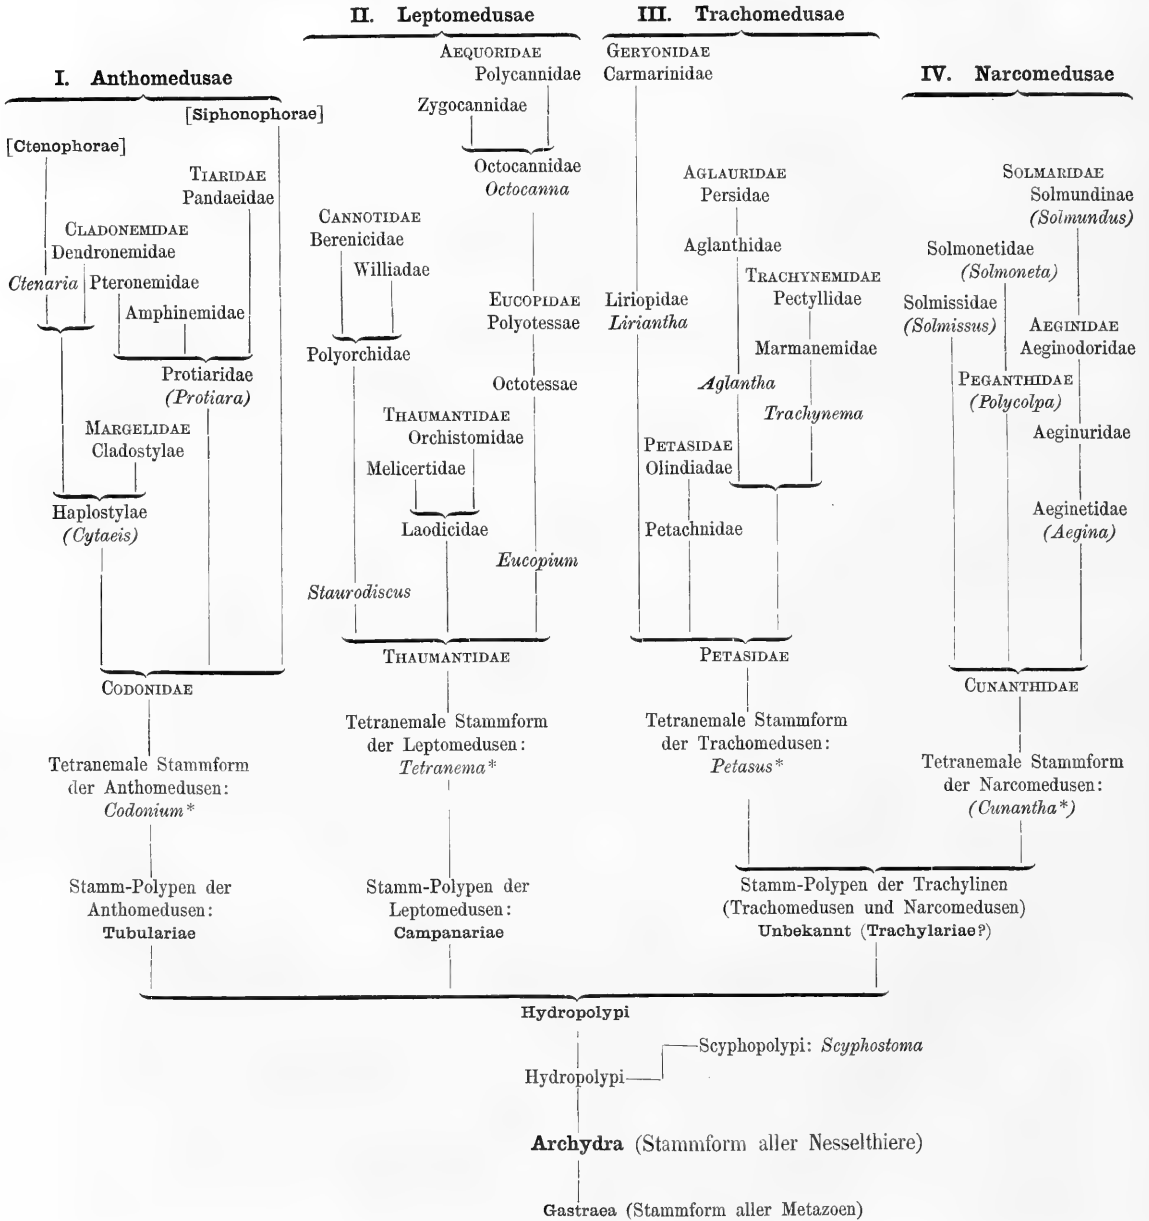 II. Leptomedusae
III. Trachomedusae
I. Anthomedusae
IV. Narcomedusae
[Siphonophorae]
[Ctenophorae]
TIARIDAE
Pandaeidae
CLADONEMIDAE
Dendronemidae
Ctenaria
Pteronemidae
Amphinemidae
Protiaridae
(Protiara)
MARGELIDAE
Cladostylae
Haplostylae
(Cytaeis)
CODONIDAE
Tetranemale Stammform
der Anthomedusen:
Codonium*
Stamm-Polypen der
Anthomedusen:
Tubulariae
AEQUORIDAE
Polycannidae
Zygocannidae
Octocannidae
Octocanna
CANNOTIDAE
Berenicidae
Williadae
EUCOPIDAE
Polyotessae
Polyorchidae
Octotessae
THAUMANTIDAE
Orchistomidae
Melicertidae
Laodicidae
Eucopium
Staurodiscus
THAUMANTIDAE
Tetranemale Stammform
der Leptomedusen:
Tetranema*
Stamm-Polypen der
Leptomedusen:
Campanariae
GERYONIDAE
Carmarinidae
AGLAURIDAE
Persidae
Aglanthidae
TRACHYNEMIDAE
Pectyllidae
Liriopidae
Liriantha
Marmanemidae
Aglantha
Trachynema
PETASIDAE
Olindiadae
Petachnidae
PETASIDAE
Tetranemale Stammform
der Trachomedusen:
Petasus*
SOLMARIDAE
Solmundinae
(Solmundus)
Solmonetidae
(Solmoneta)
Solmissidae
(Solmissus)
AEGINIDAE
Aeginodoridae
PEGANTHIDAE
(Polycolpa)
Aeginuridae
Aeginetidae
(Aegina)
CUNANTHIDAE
Tetranemale Stammform
der Narcomedusen:
(Cunantha*)
Stamm-Polypen der Trachylinen
(Trachomedusen und Narcomedusen)
Unbekannt (Trachylariae?)
Hydropolypi
Scyphopolypi: Scyphostoma
Hydropolypi
Archydra (Stammform aller Nesselthiere)
Gastraea (Stammform aller Metazoen)